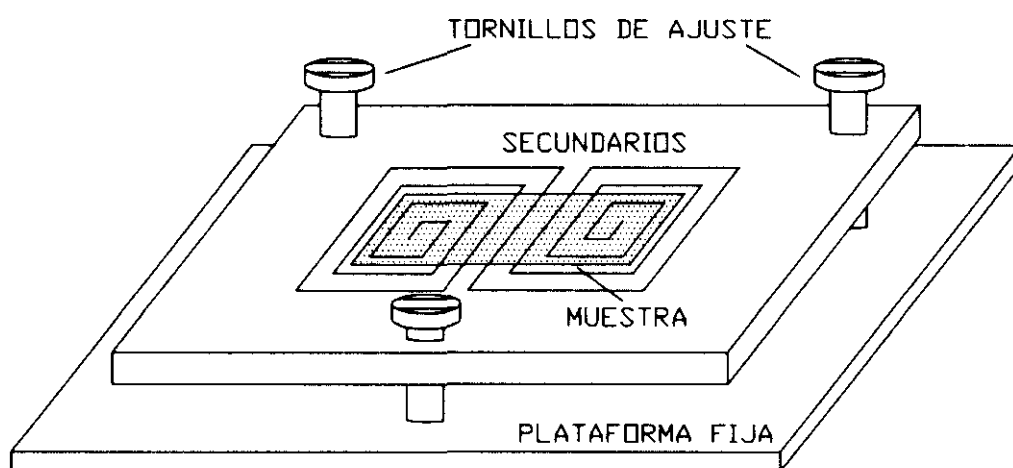 TORNILLOS DE AJUSTE
SECUNDARIOS
MUESTRA
PLATAFORMA FIJA